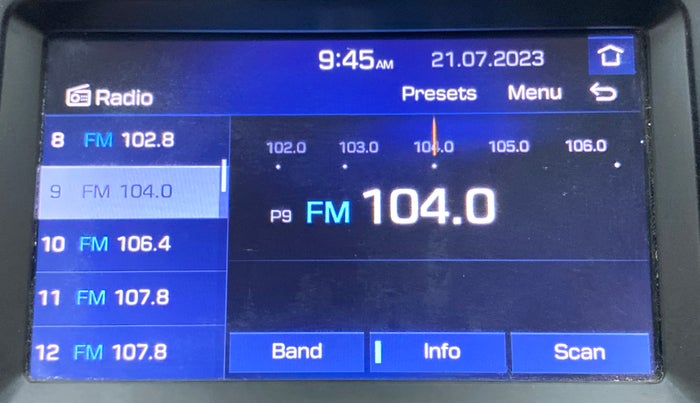 9:45AM 21.07.2023
Radio Presets Menu
8 FM 102.8
9 FM 104.0
10 FM 106.4
11 FM 107.8
12 FM 107.8
102.0 103.0 104.0 105.0 106.0
P9 FM 104.0
Band Info Scan